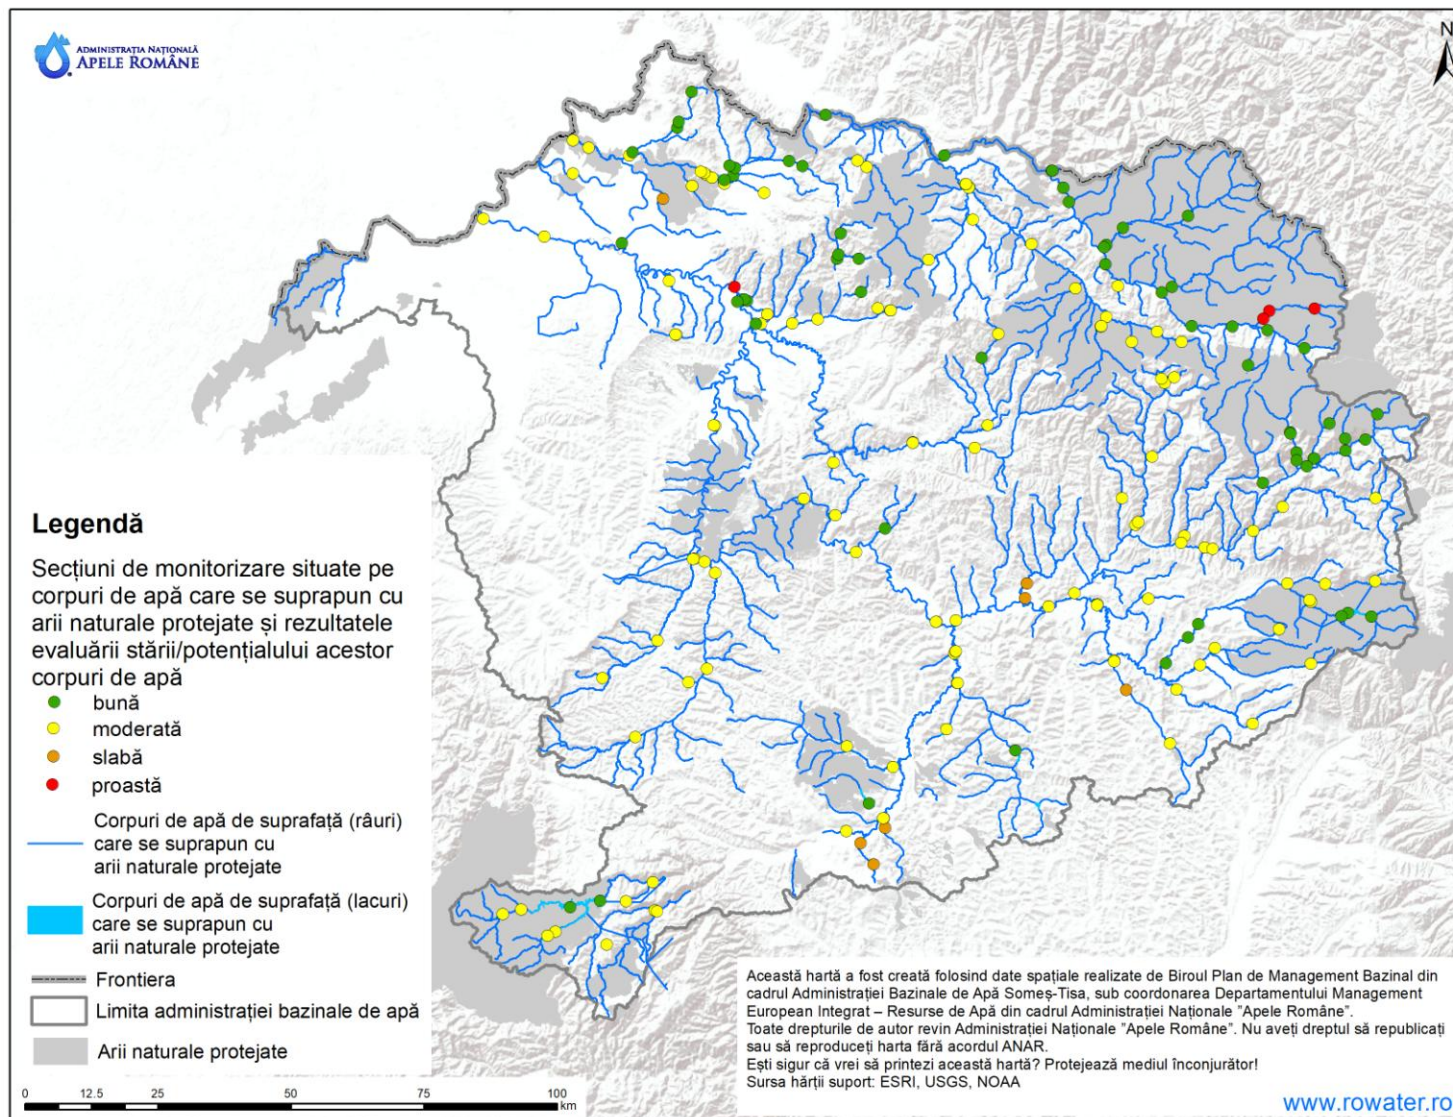 ADMINISTRAȚIA NAȚIONALĂ
APELE ROMÂNE
N
Legendă
Secțiuni de monitorizare situate pe
corpuri de apă care se suprapun cu
arii naturale protejate și rezultatele
evaluării stării/potențialului acestor
corpuri de apă
bună
moderată
slabă
proastă
Corpuri de apă de suprafață (râuri)
care se suprapun cu
arii naturale protejate
Corpuri de apă de suprafață (lacuri)
care se suprapun cu
arii naturale protejate
Frontiera
Limita administrației bazinale de apă
Arii naturale protejate
0 12.5 25 50 75 100
km
Această hartă a fost creată folosind date spațiale realizate de Biroul Plan de Management Bazinal din
cadrul Administrației Bazinale de Apă Someș-Tisa, sub coordonarea Departamentului Management
European Integrat – Resurse de Apă din cadrul Administrației Naționale "Apele Române".
Toate drepturile de autor revin Administrației Naționale "Apele Române". Nu aveți dreptul să republicați
sau să reproduceți harta fără acordul ANAR.
Ești sigur că vrei să printezi această hartă? Protejează mediul înconjurător!
Sursa hărții suport: ESRI, USGS, NOAA
www.rowater.ro